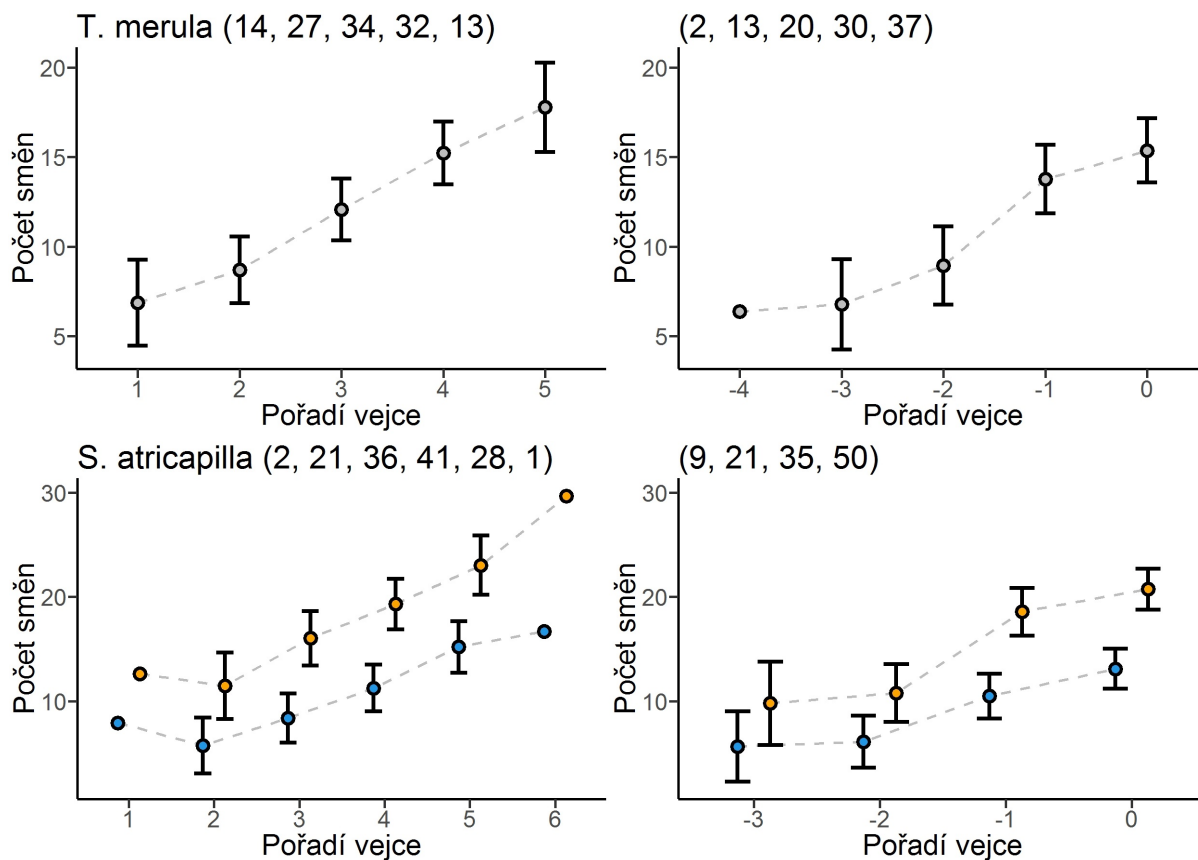 T. merula (14, 27, 34, 32, 13)
Počet směn
20
15
10
5
1 2 3 4 5
Pořadí vejce
(2, 13, 20, 30, 37)
Počet směn
20
15
10
5
-4 -3 -2 -1 0
Pořadí vejce
S. atricapilla (2, 21, 36, 41, 28, 1)
Počet směn
30
20
10
1 2 3 4 5 6
Pořadí vejce
(9, 21, 35, 50)
Počet směn
30
20
10
-3 -2 -1 0
Pořadí vejce